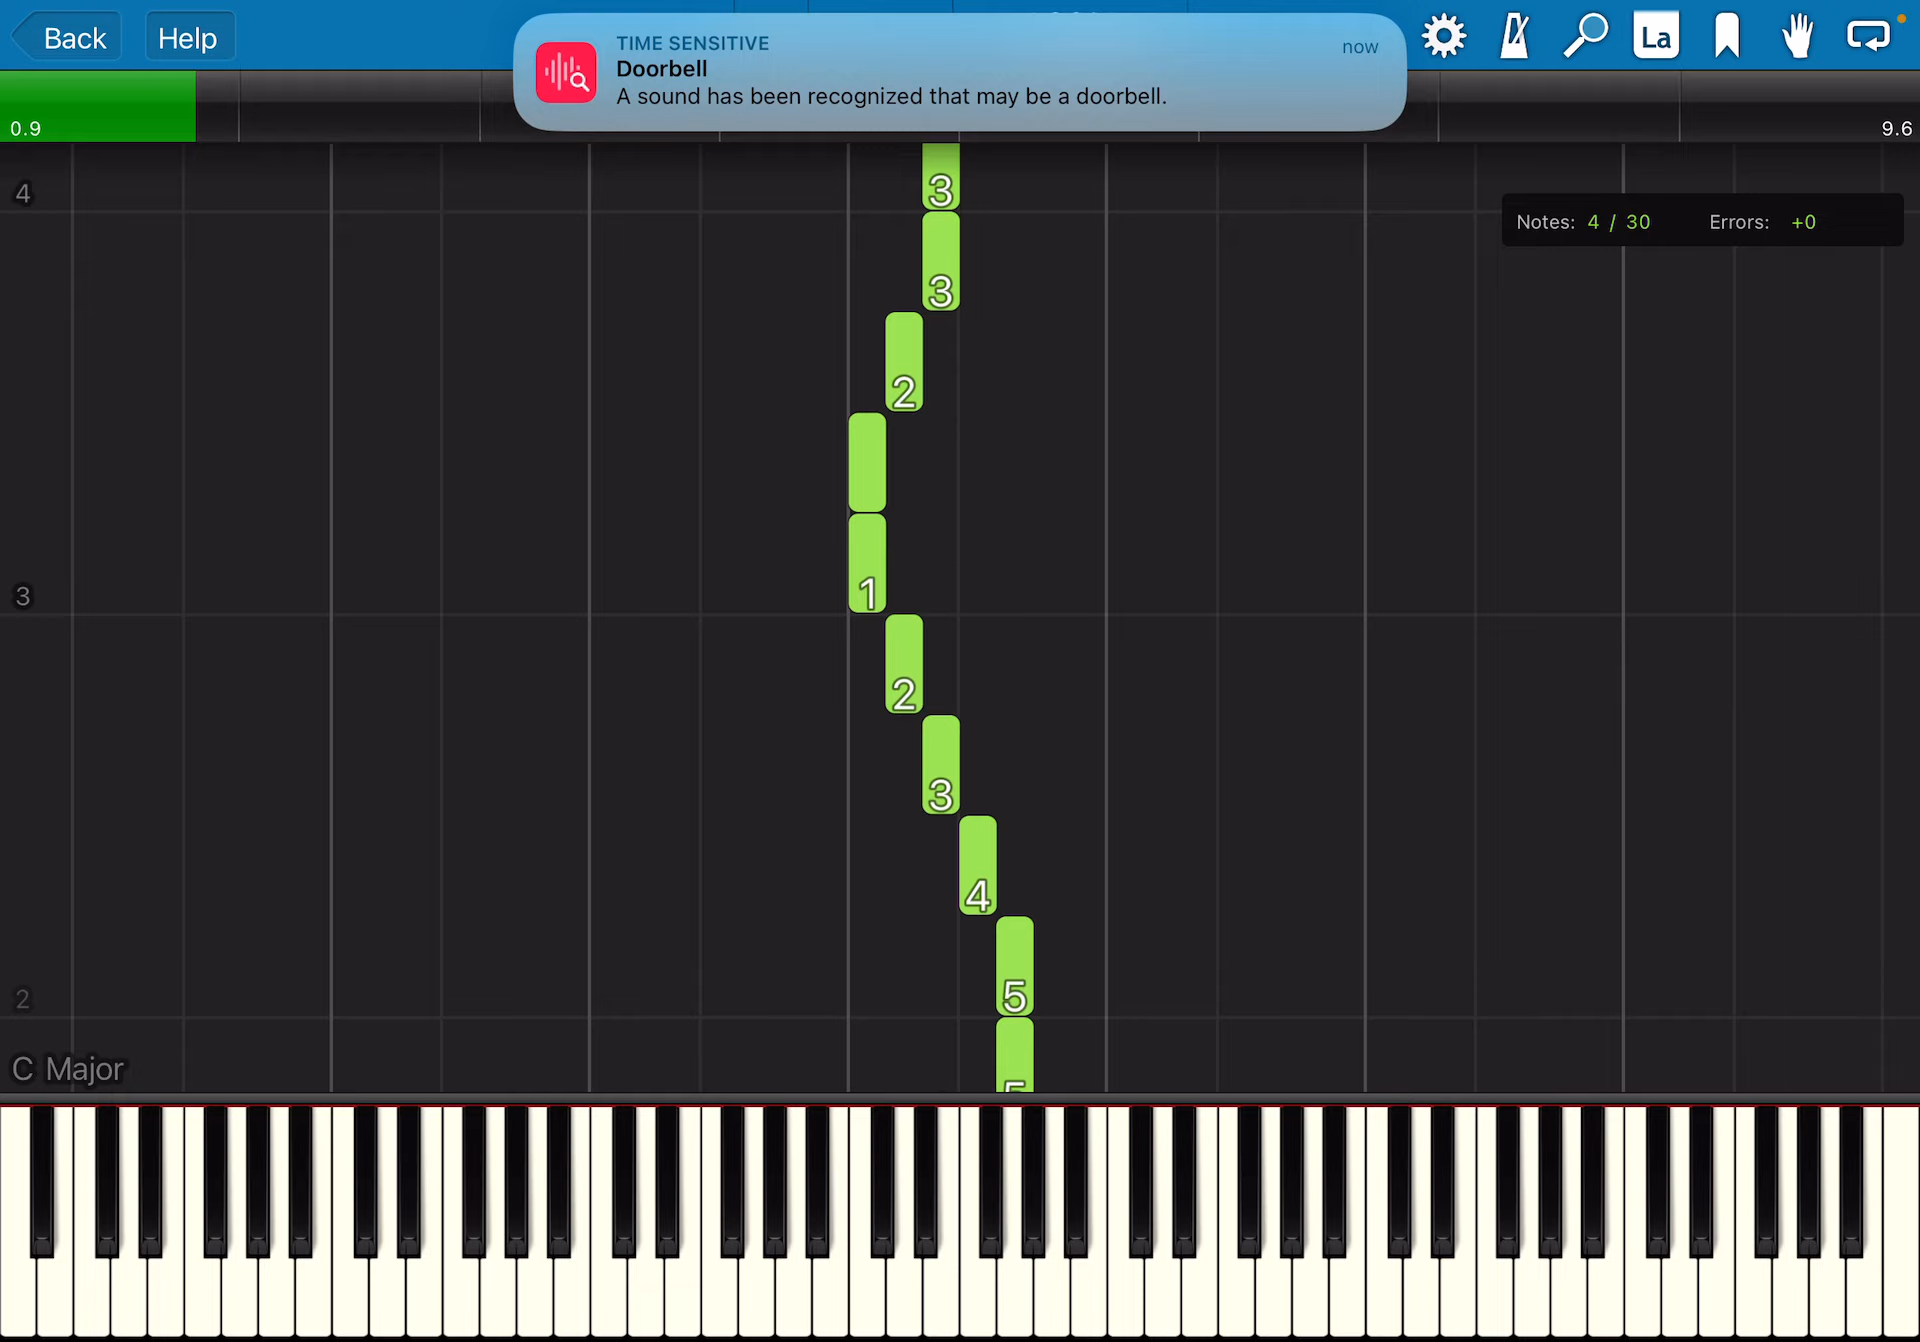 Back Help
TIME SENSITIVE
now
Doorbell
A sound has been recognized that may be a doorbell.
La
0.9
9.6
4
3
Notes: 4 / 30 Errors: +0
3
2
3
1
2
3
4
2
5
5
C Major